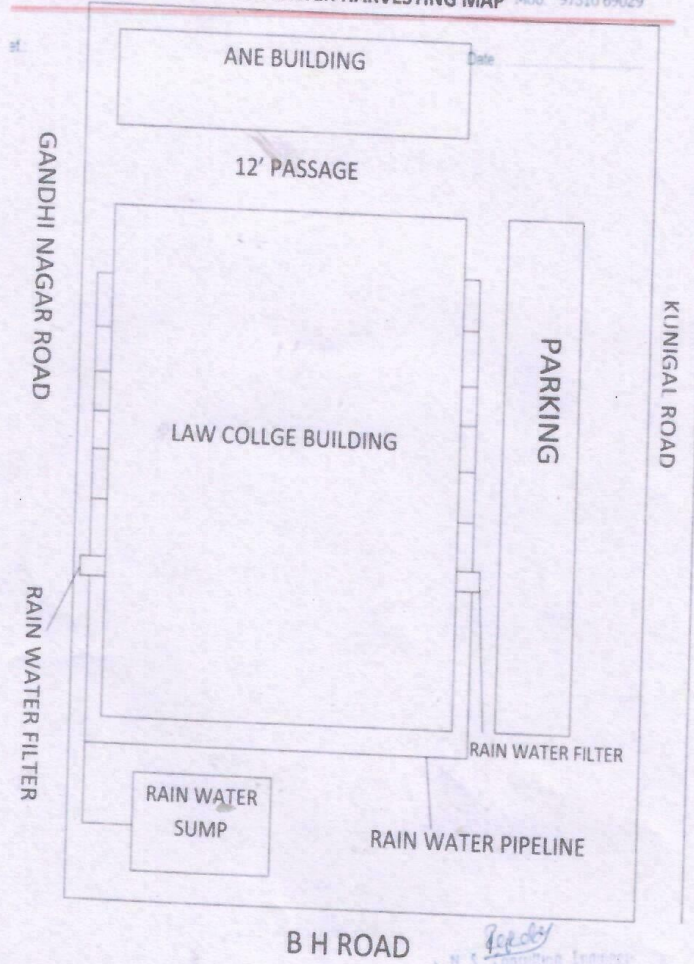 HARVESTING MAP
ANE BUILDING
Date
12' PASSAGE
GANDHI NAGAR ROAD
KUNIGAL ROAD
PARKING
LAW COLLGE BUILDING
RAIN WATER FILTER
RAIN WATER FILTER
RAIN WATER
SUMP
RAIN WATER PIPELINE
B H ROAD